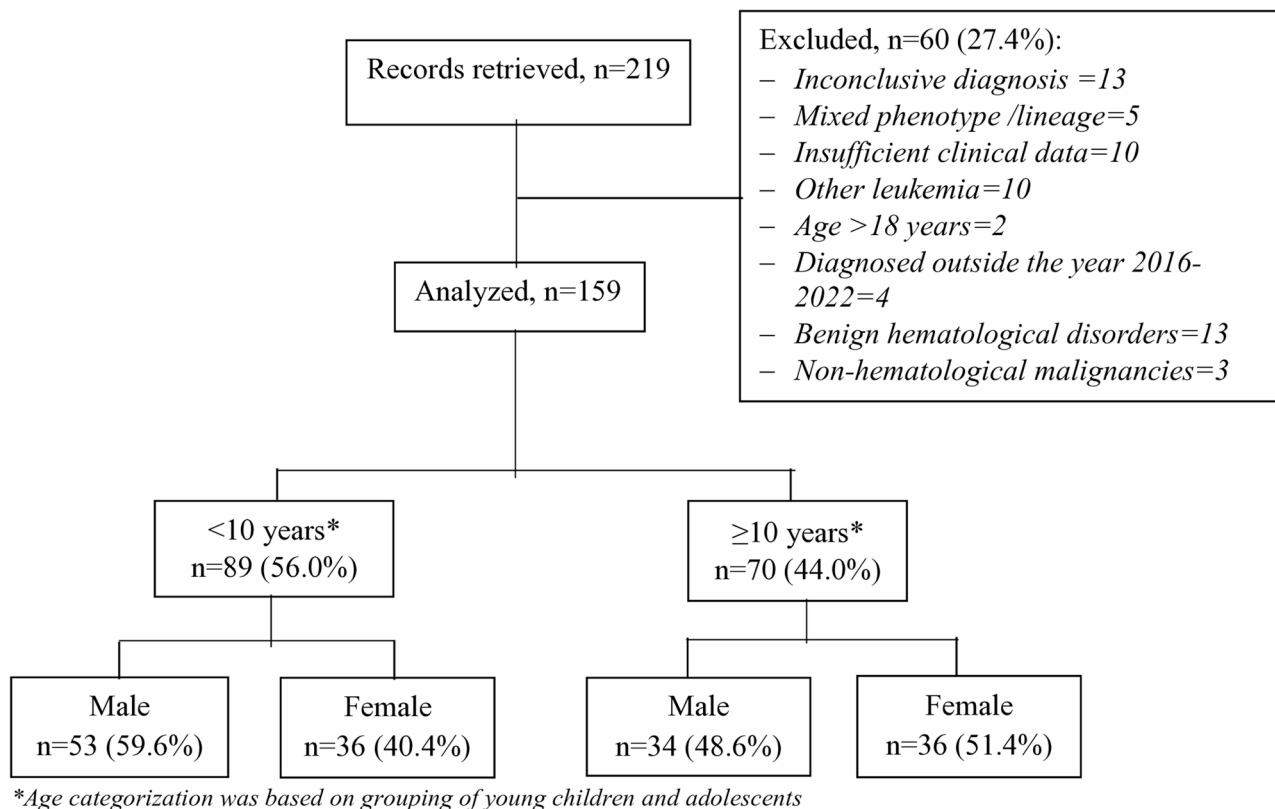 Records retrieved, n=219
Excluded, n=60 (27.4%):
– Inconclusive diagnosis =13
– Mixed phenotype /lineage=5
– Insufficient clinical data=10
– Other leukemia=10
– Age >18 years=2
– Diagnosed outside the year 2016-
2022=4
– Benign hematological disorders=13
– Non-hematological malignancies=3
Analyzed, n=159
<10 years*
n=89 (56.0%)
≥10 years*
n=70 (44.0%)
Male
n=53 (59.6%)
Female
n=36 (40.4%)
Male
n=34 (48.6%)
Female
n=36 (51.4%)
*Age categorization was based on grouping of young children and adolescents